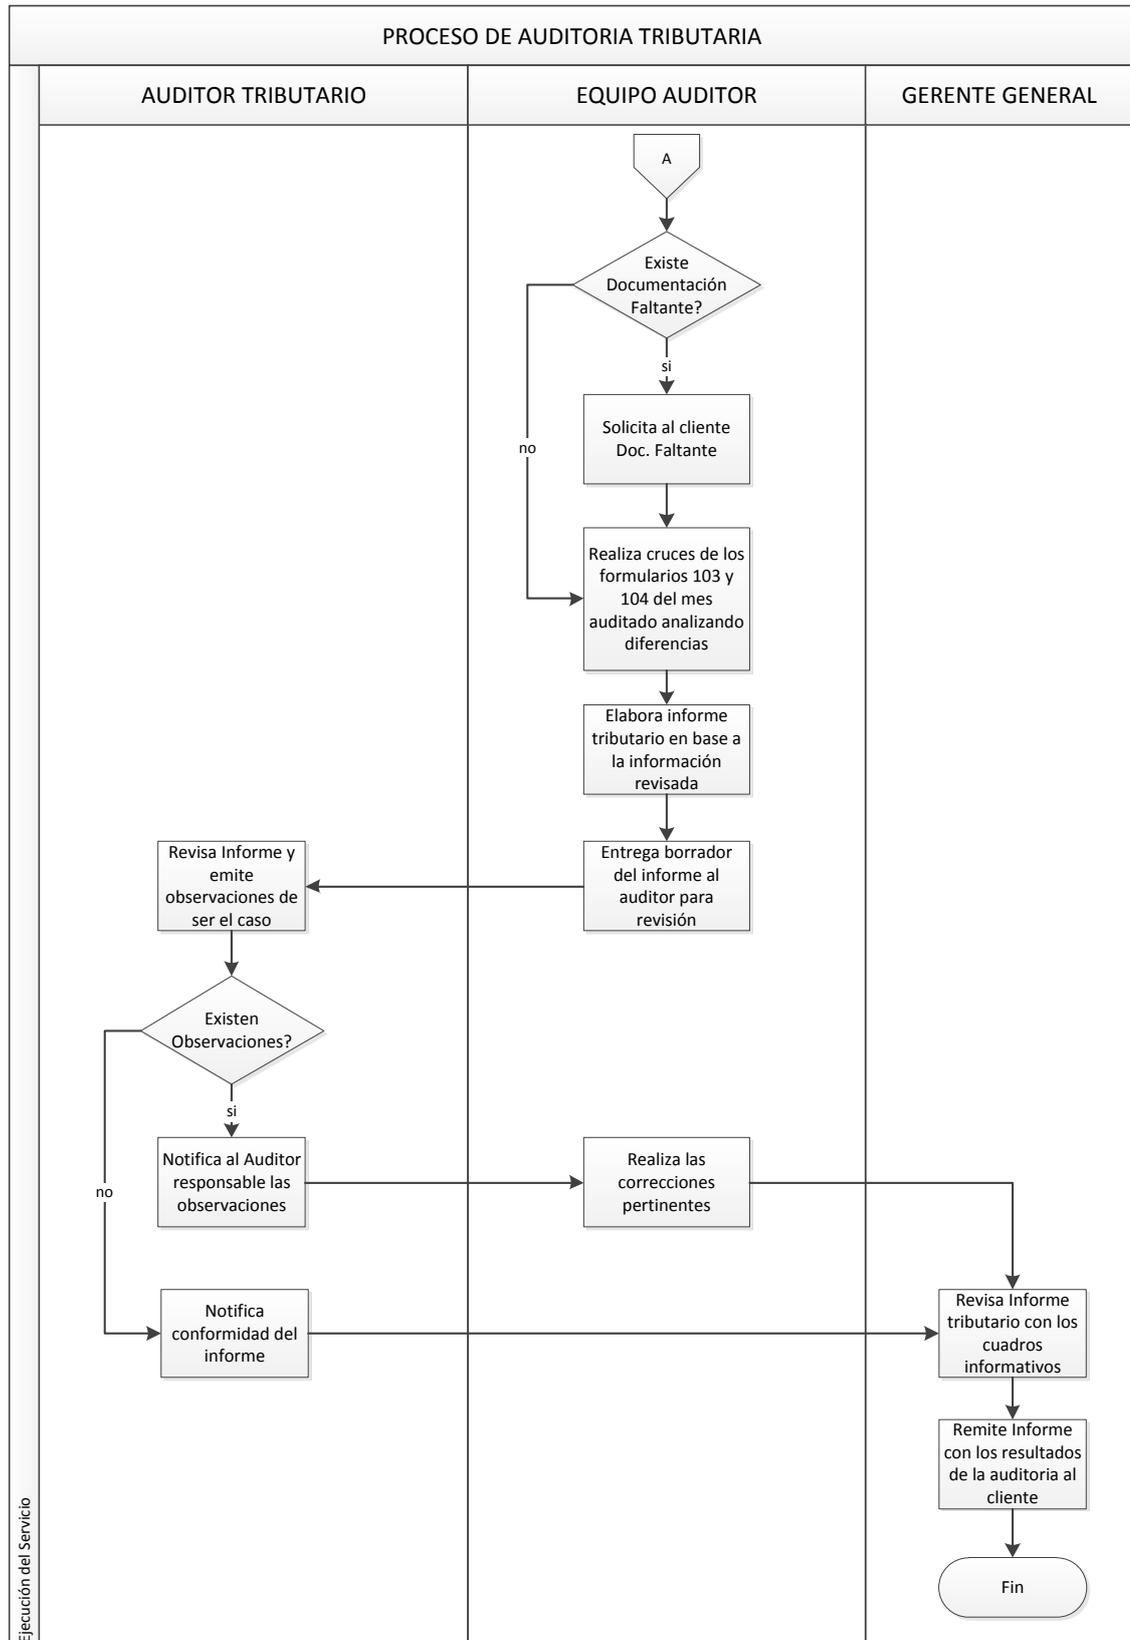 PROCESO DE AUDITORIA TRIBUTARIA
AUDITOR TRIBUTARIO
EQUIPO AUDITOR
GERENTE GENERAL
A
Existe
Documentación
Faltante?
si
no
Solicita al cliente
Doc. Faltante
Realiza cruces de los
formularios 103 y
104 del mes
auditado analizando
diferencias
Elabora informe
tributario en base a
la información
revisada
Entrega borrador
del informe al
auditor para
revisión
Revisa Informe y
emite
observaciones de
ser el caso
Existen
Observaciones?
si
no
Notifica al Auditor
responsable las
observaciones
Realiza las
correcciones
pertinentes
Notifica
conformidad del
informe
Revisa Informe
tributario con los
cuadros
informativos
Remite Informe
con los resultados
de la auditoria al
cliente
Fin
Ejecución del Servicio